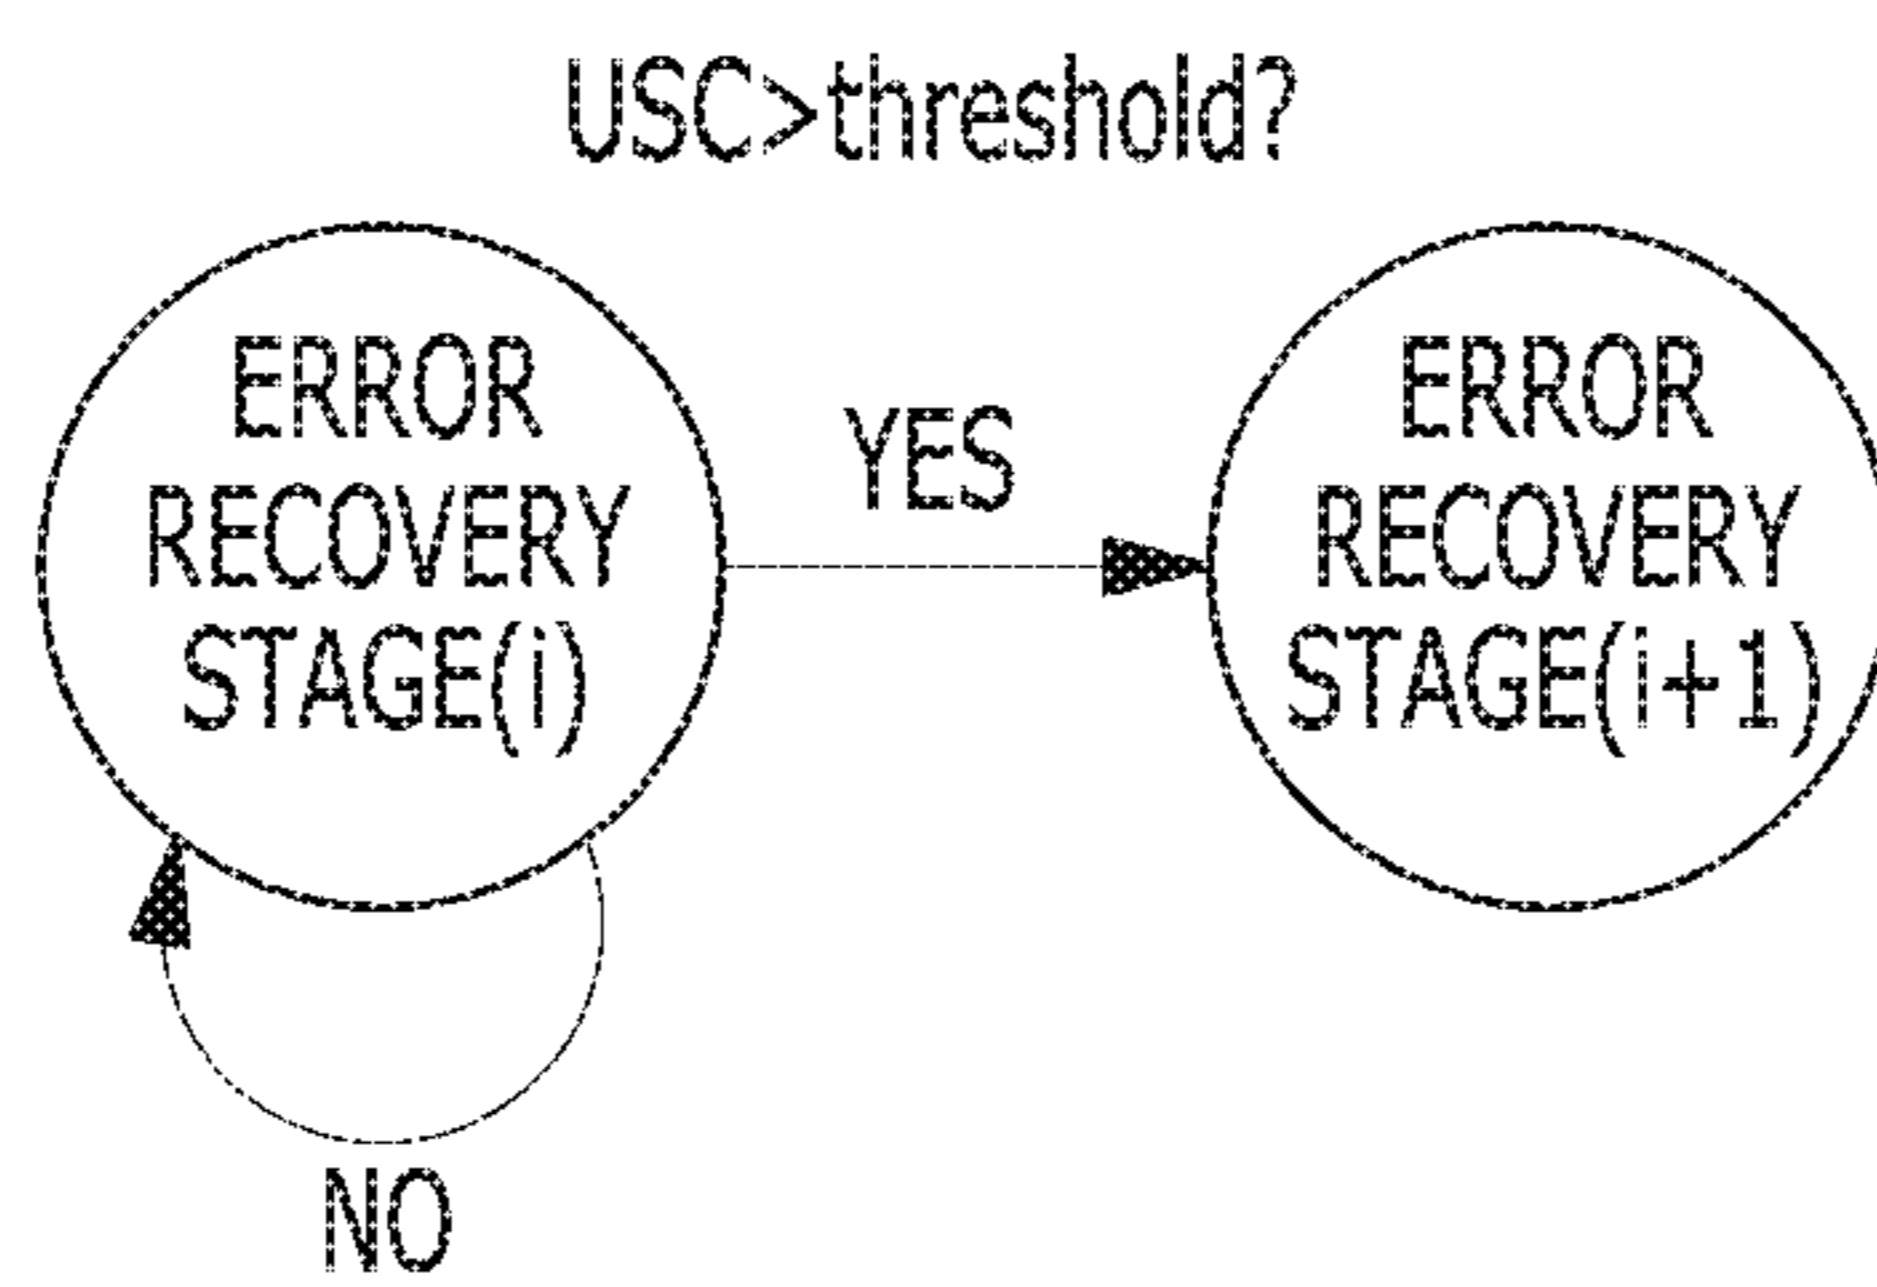 USC>threshold?
ERROR
RECOVERY
STAGE(i)
YES
ERROR
RECOVERY
STAGE(i+1)
NO